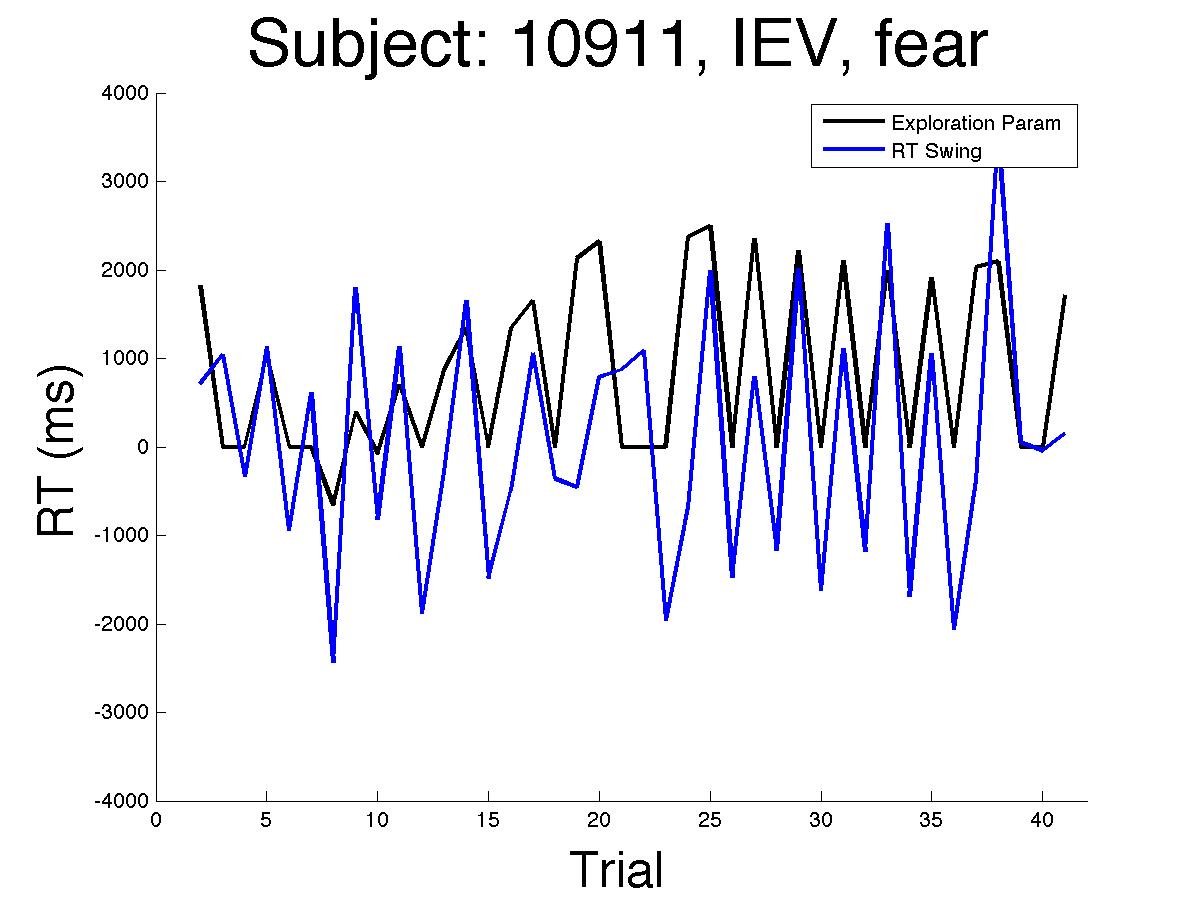 Subject: 10911, IEV, fear
Exploration Param
RT Swing
RT (ms)
4000
3000
2000
1000
0
-1000
-2000
-3000
-4000
0 5 10 15 20 25 30 35 40
Trial